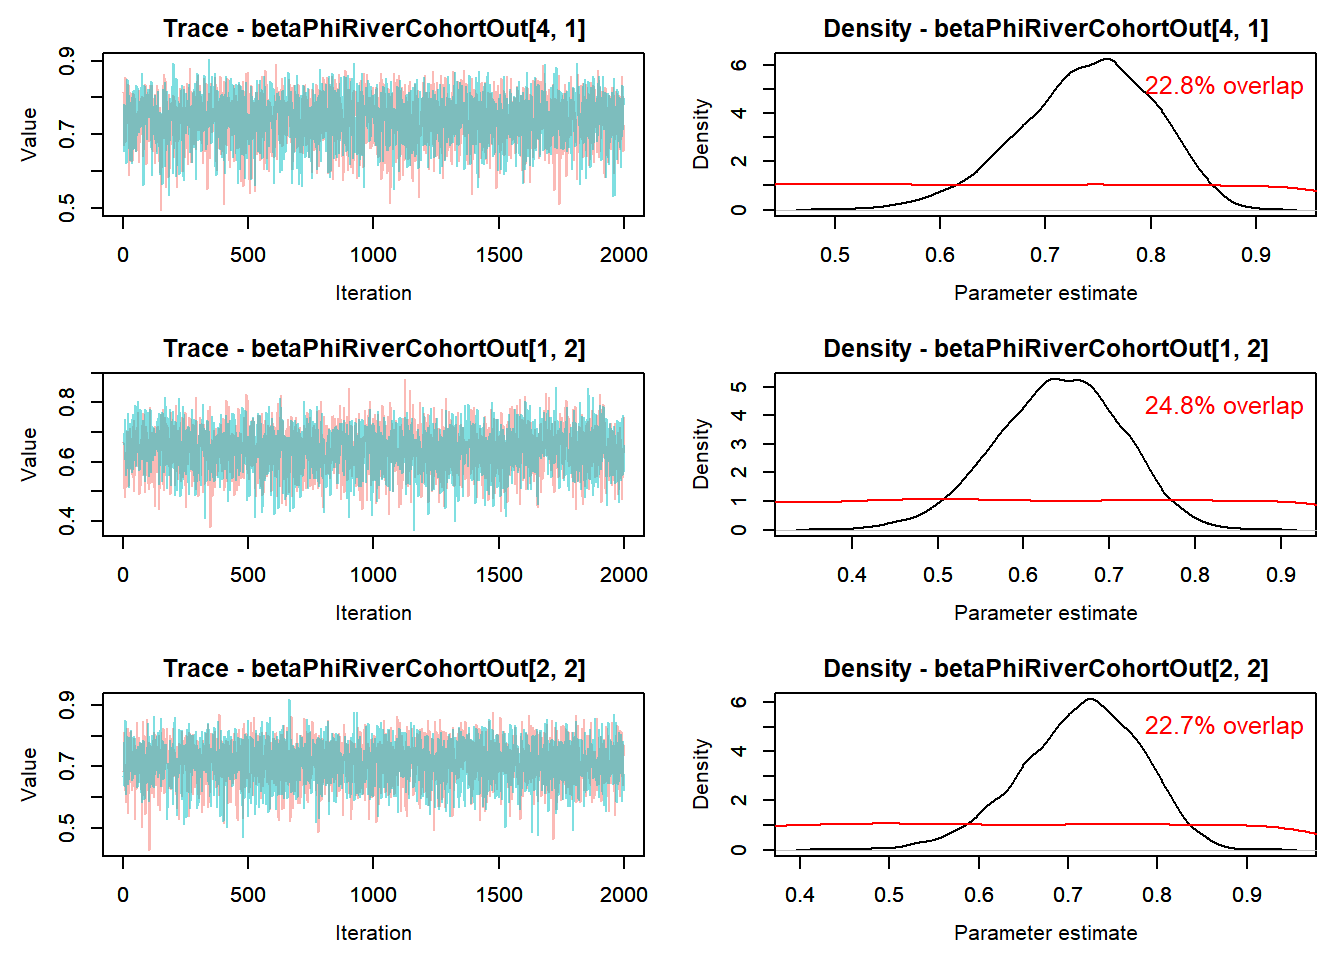 Trace - betaPhiRiverCohortOut[4, 1]
Value
0.5 0.7 0.9
0 500 1000 1500 2000
Iteration
Density - betaPhiRiverCohortOut[4, 1]
22.8% overlap
Density
0 2 4 6
0.5 0.6 0.7 0.8 0.9
Parameter estimate
Trace - betaPhiRiverCohortOut[1, 2]
Value
0.4 0.6 0.8
0 500 1000 1500 2000
Iteration
Density - betaPhiRiverCohortOut[1, 2]
24.8% overlap
Density
0 1 2 3 4 5
0.4 0.5 0.6 0.7 0.8 0.9
Parameter estimate
Trace - betaPhiRiverCohortOut[2, 2]
Value
0.5 0.7 0.9
0 500 1000 1500 2000
Iteration
Density - betaPhiRiverCohortOut[2, 2]
22.7% overlap
Density
0 2 4 6
0.4 0.5 0.6 0.7 0.8 0.9
Parameter estimate